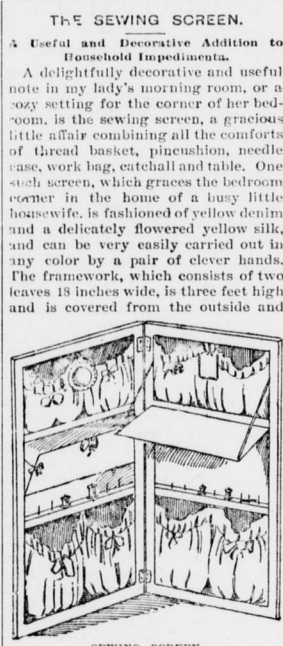 THE SEWING SCREEN.
A Useful and Decorative Addition to
Household Impedimenta.
A delightfully decorative and useful
note in my lady's morning room, or a
cozy setting for the corner of her bed-
room, is the sewing screen, a gracious
little affair combining all the comforts
of thread basket, pincushion, needle
case, work bag, catchall and table. One
such screen, which graces the bedroom
corner in the home of a busy little
housewife, is fashioned of yellow denim
and a delicately flowered yellow silk,
and can be very easily carried out in
any color by a pair of clever hands.
The framework, which consists of two
leaves 18 inches wide, is three feet high
and is covered from the outside and
SEWING SCREEN